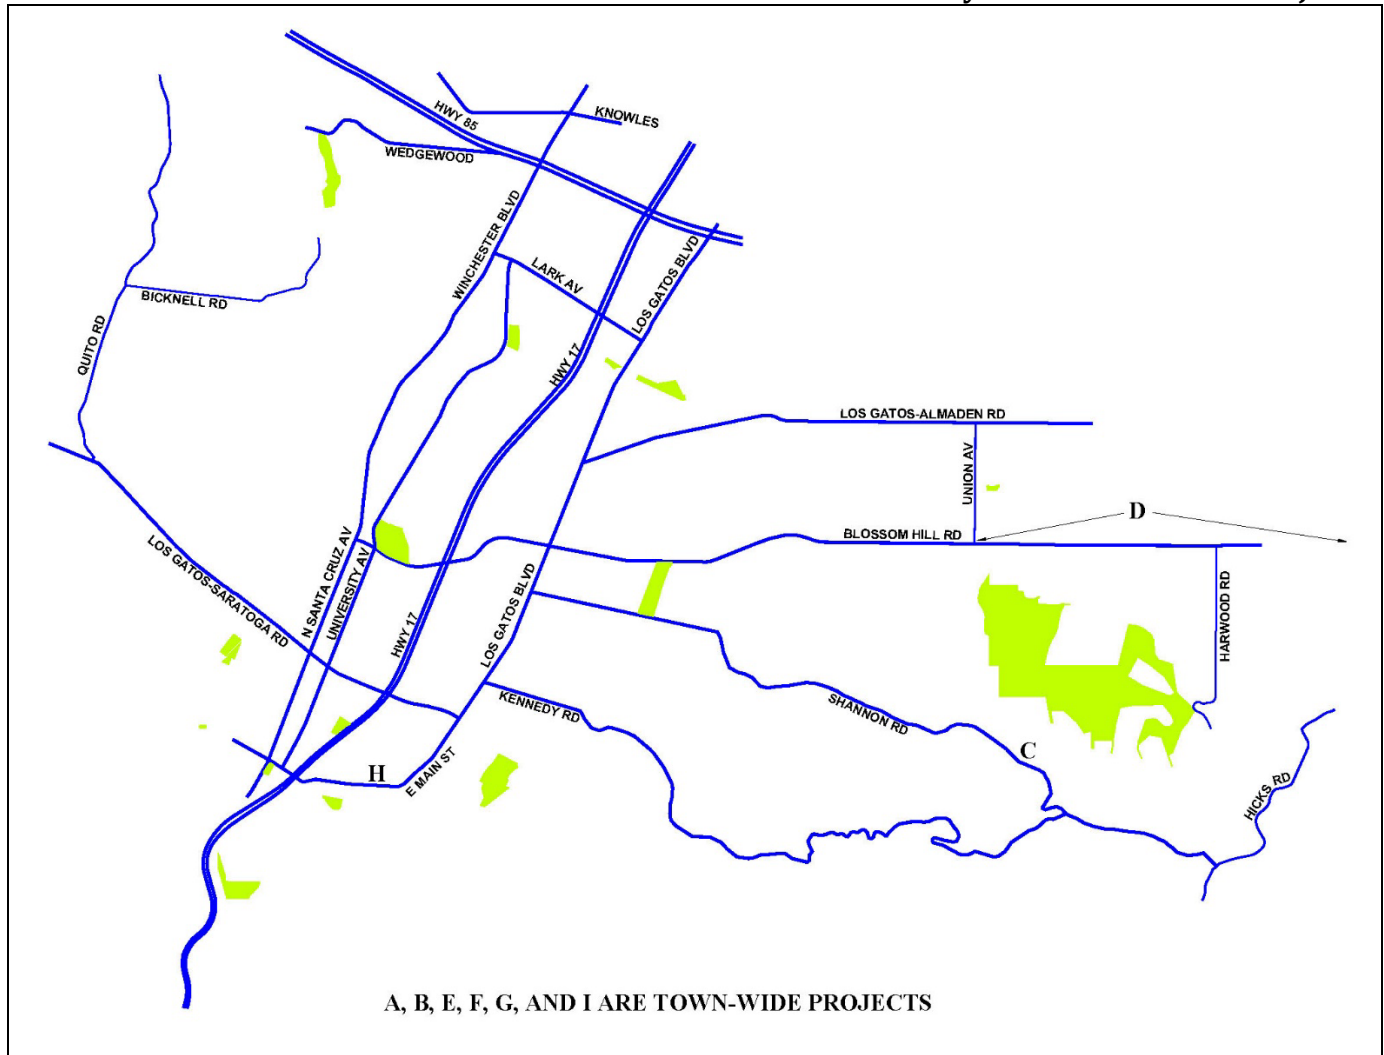 HWY 85
KNOWLES
WEDGEWOOD
WINCHESTER BLVD
LARK AV
LOS GATOS BLVD
BICKNELL RD
QUITO RD
HWY 17
LOS GATOS-ALMADEN RD
UNION AV
D
BLOSSOM HILL RD
LOS GATOS-SARATOGA RD
N SANTA CRUZ AV
UNIVERSITY AV
HWY 17
LOS GATOS BLVD
HARWOOD RD
KENNEDY RD
SHANNON RD
C
H
E MAIN ST
HICKS RD
A, B, E, F, G, AND I ARE TOWN-WIDE PROJECTS